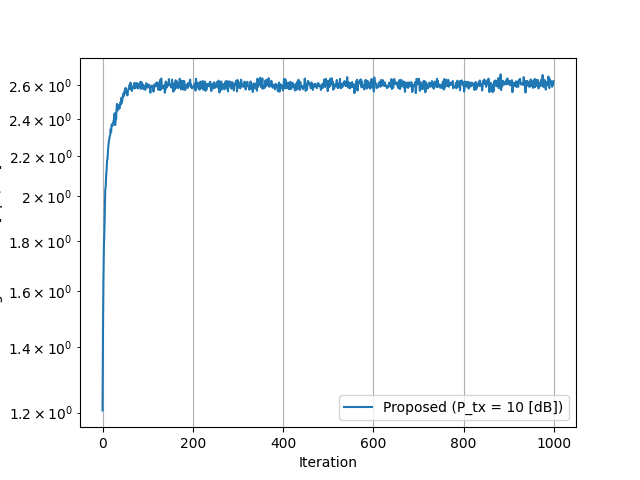 2.6 × 10⁰
2.4 × 10⁰
2.2 × 10⁰
2 × 10⁰
1.8 × 10⁰
1.6 × 10⁰
1.4 × 10⁰
1.2 × 10⁰
Proposed (P_tx = 10 [dB])
0 200 400 600 800 1000
Iteration